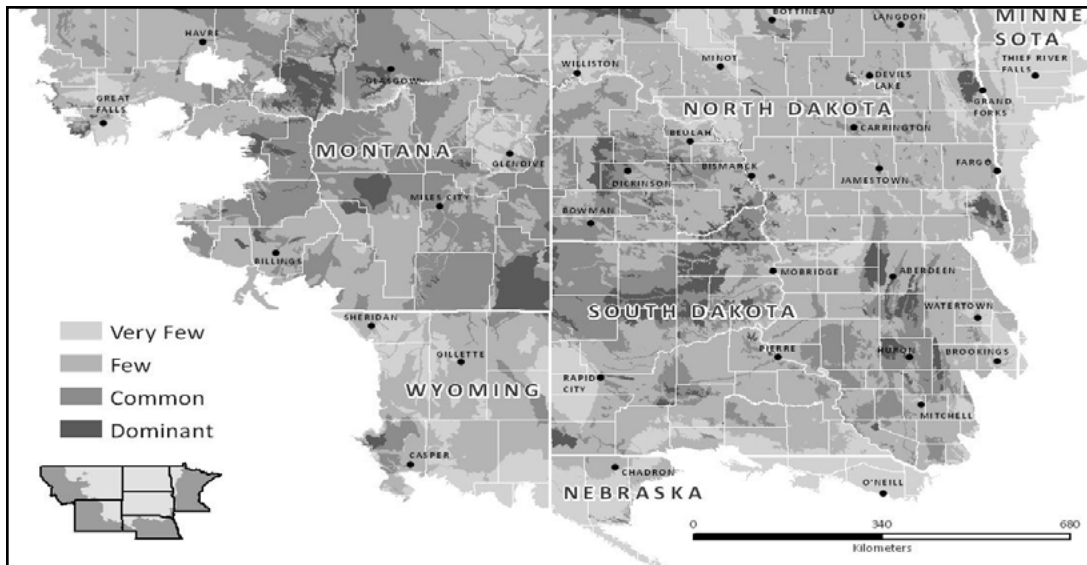 BOTTINEAU
LANGDON
MINNE
SOTA
HAVRE
GLASGOW
WILLISTON
MINOT
DEVILS
LAKE
THIEF RIVER
FALLS
GREAT
FALLS
NORTH DAKOTA
GRAND
FORKS
MONTANA
GLENDIVE
BEULAH
CARRINGTON
DICKINSON
BISMARCK
JAMESTOWN
FARGO
MILES CITY
BOWMAN
BILLINGS
MOBRIDGE
ABERDEEN
SHERIDAN
SOUTH DAKOTA
WATERTOWN
Very Few
Few
Common
Dominant
GILLETTE
WYOMING
RAPID
CITY
PIERRE
HURON
BROOKINGS
MITCHELL
CASPER
CHADRON
NEBRASKA
O'NEILL
0 340 680
Kilometers